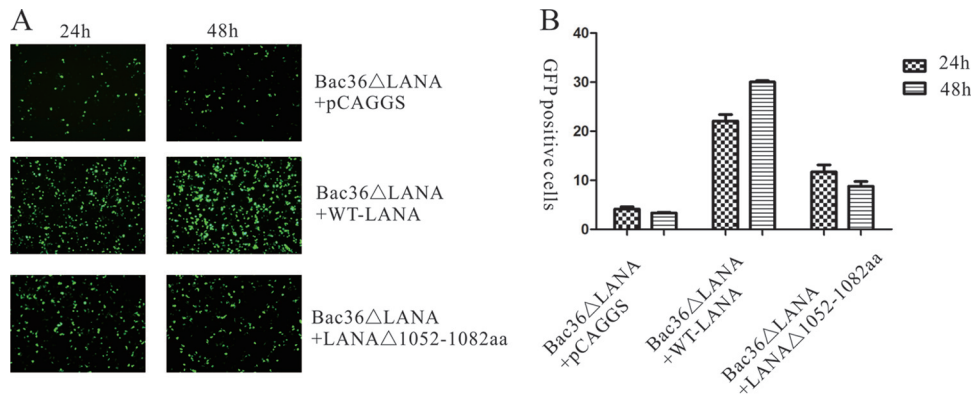 A
24h
48h
Bac36△LANA
+pCAGGS
Bac36△LANA
+WT-LANA
Bac36△LANA
+LANA△1052-1082aa
B
GFP positive cells
40
30
20
10
0
24h
48h
Bac36△LANA
+pCAGGS
Bac36△LANA
+WT-LANA
Bac36△LANA
+LANA△1052-1082aa